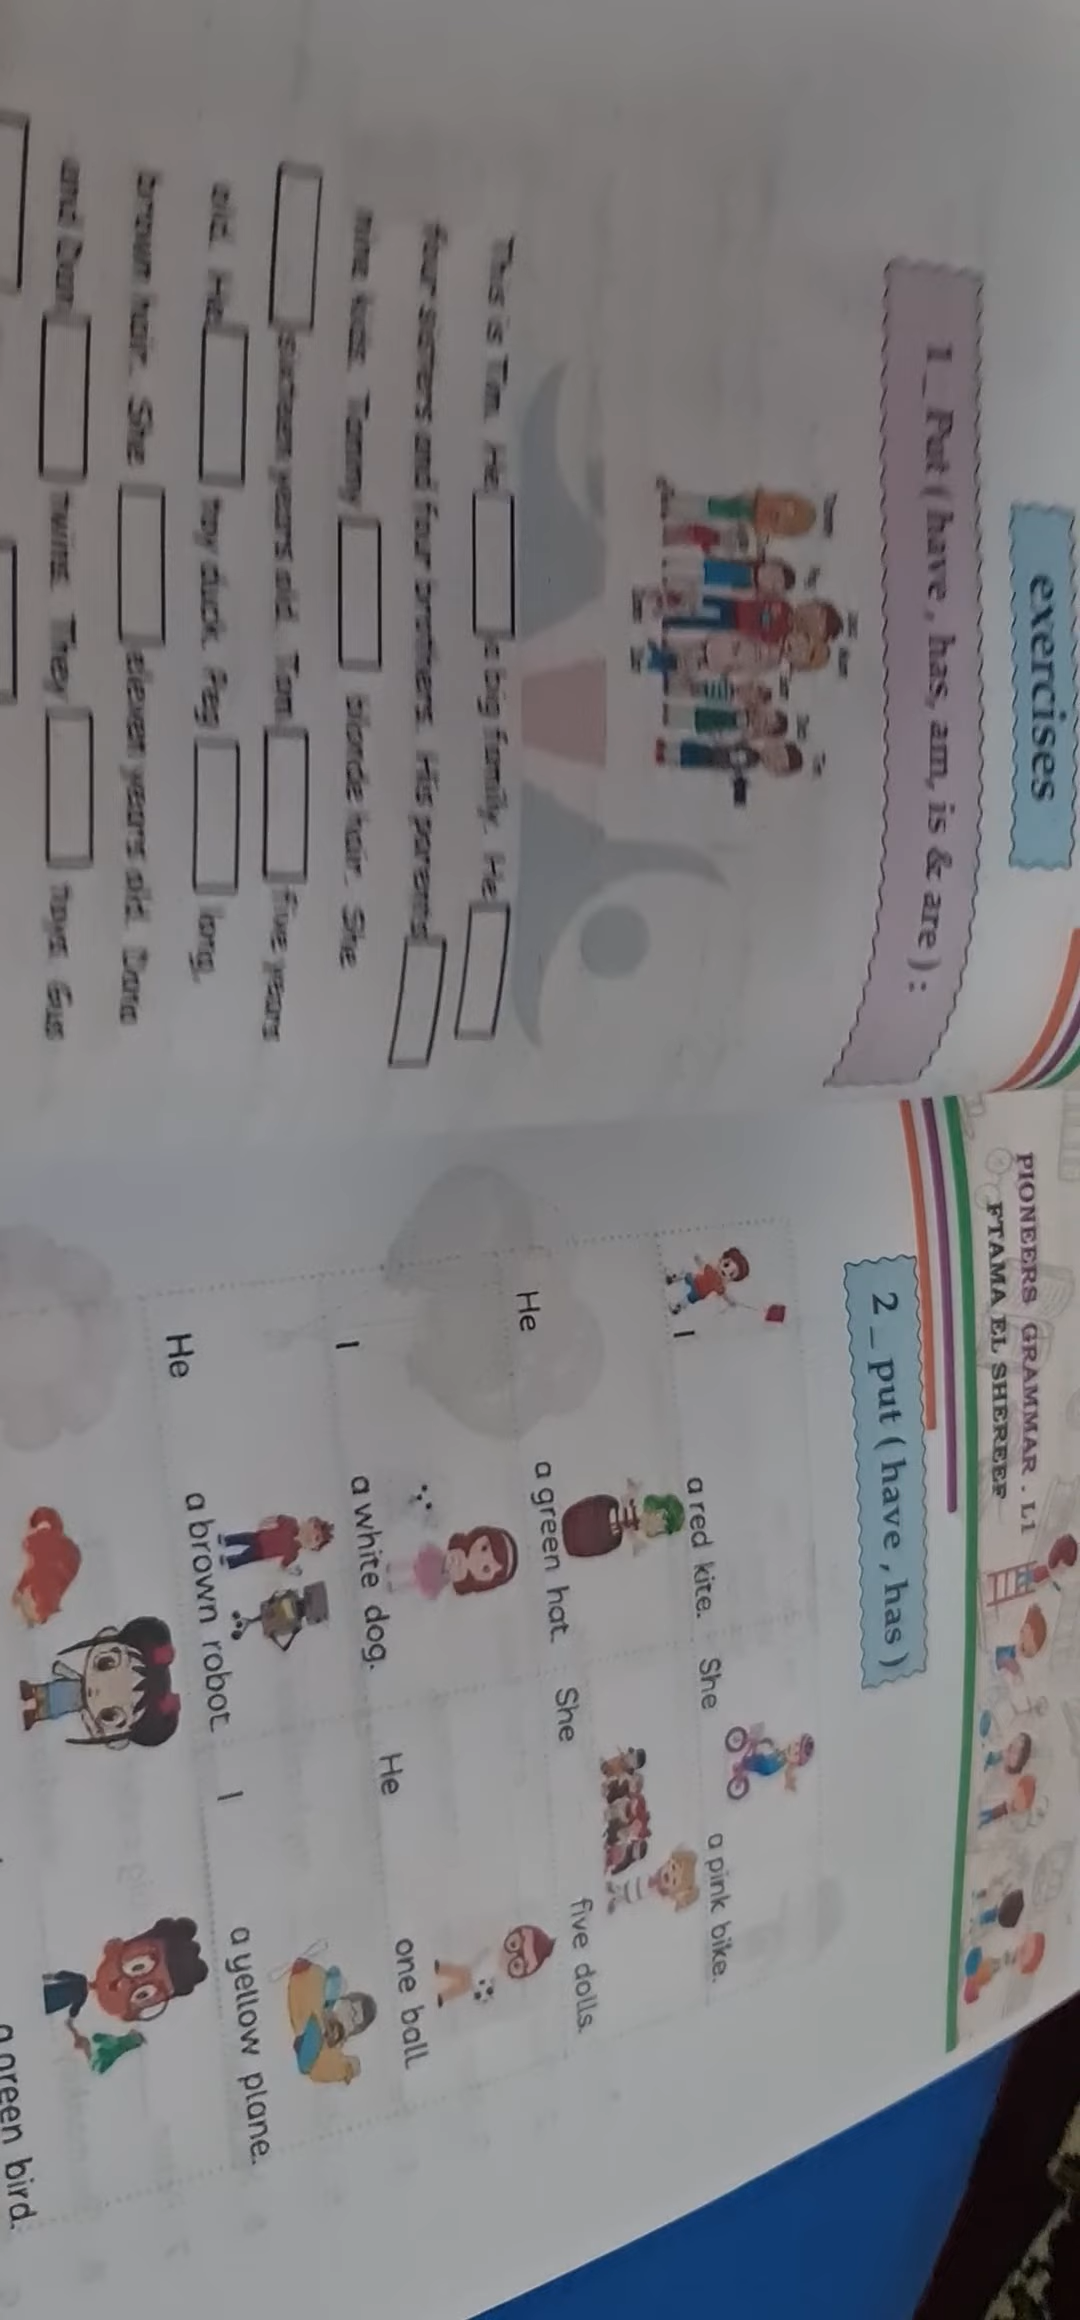 exercises
1_ Put ( have , has, am, is & are ) :
This is Tim. He a big family. He
four sisters and four brothers. His parents
nine kids. Tammy blonde hair. She
sixteen years old. Tom five years
old. He toy duck. Peg long,
brown hair. She eleven years old. Dana
and Dan twins. They toys. Gus
PIONEERS GRAMMAR . L1
FTAMA EL SHEREEF
2 _ put ( have , has )
I a red kite. She a pink bike.
He a green hat. She five dolls.
I a white dog. He one ball
He a brown robot. I a yellow plane.
a green bird.